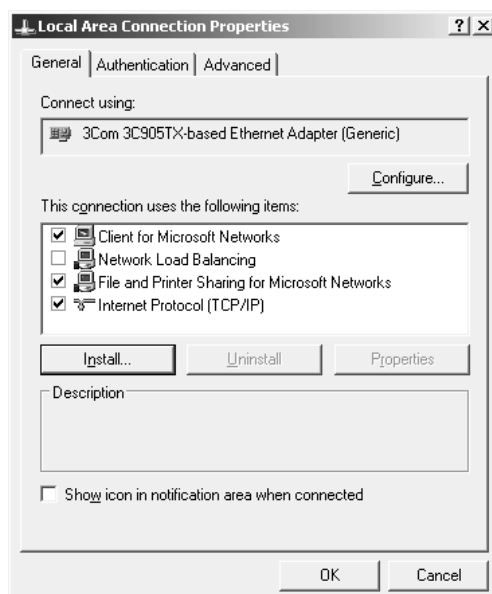 Local Area Connection Properties
General Authentication Advanced
Connect using:
3Com 3C905TX-based Ethernet Adapter (Generic)
Configure...
This connection uses the following items:
Client for Microsoft Networks
Network Load Balancing
File and Printer Sharing for Microsoft Networks
Internet Protocol (TCP/IP)
Install... Uninstall Properties
Description
Show icon in notification area when connected
OK Cancel